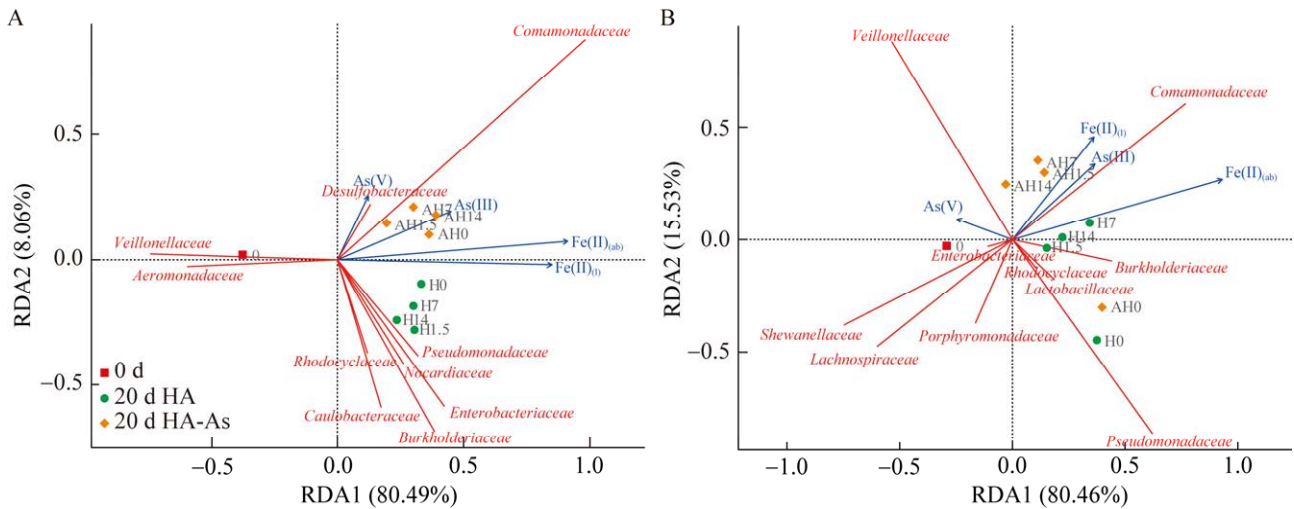 A
Comamonadaceae
0.5
As(V)
Desulfobacteraceae
AH7
As(III)
AH14
AH1.5
AH0
Veillonellaceae
0
Fe(II)(ab)
0.0
Aeromonadaceae
Fe(II)(l)
H0
H7
H14
H1.5
Pseudomonadaceae
Rhodocyclaceae
Nocardiaceae
−0.5
0 d
20 d HA
20 d HA-As
Caulobacteraceae
Enterobacteriaceae
Burkholderiaceae
−0.5
0.0
0.5
1.0
RDA1 (80.49%)
RDA2 (8.06%)
B
Veillonellaceae
Comamonadaceae
0.5
Fe(II)(l)
AH7
As(III)
AH1.5
AH14
Fe(II)(ab)
As(V)
H7
H14
0.0
0
H1.5
Enterobacteriaceae
Burkholderiaceae
Rhodocyclaceae
Lactobacillaceae
AH0
Shewanellaceae
Porphyromonadaceae
Lachnospiraceae
H0
−0.5
Pseudomonadaceae
−1.0
−0.5
0.0
0.5
1.0
RDA1 (80.46%)
RDA2 (15.53%)